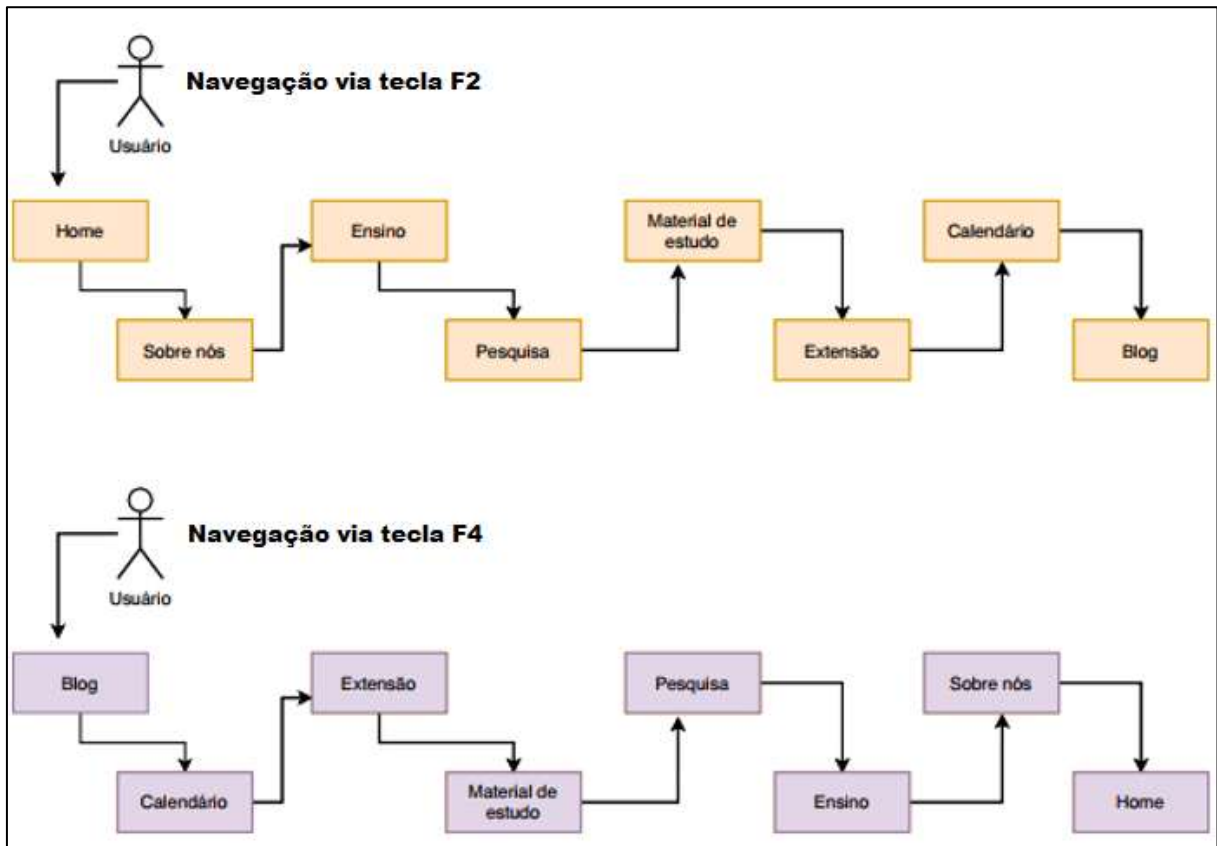 Navegação via tecla F2
Usuário
Home
Ensino
Material de
estudo
Calendário
Sobre nós
Pesquisa
Extensão
Blog
Navegação via tecla F4
Usuário
Blog
Extensão
Pesquisa
Sobre nós
Calendário
Material de
estudo
Ensino
Home